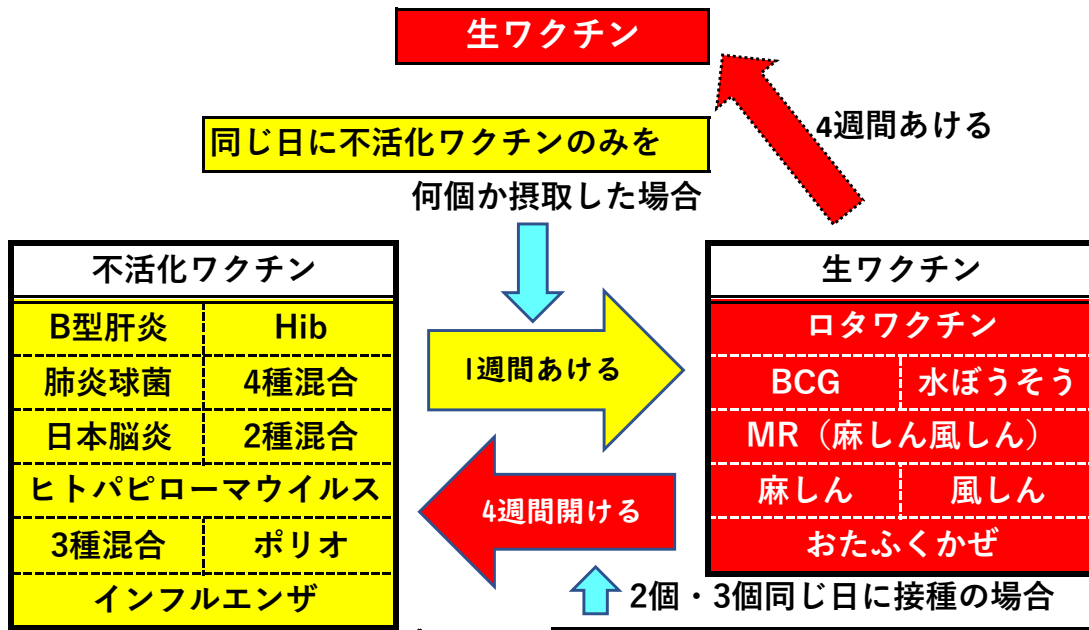 生ワクチン
4週間あける
同じ日に不活化ワクチンのみを
何個か摂取した場合
不活化ワクチン
B型肝炎 Hib
肺炎球菌 4種混合
日本脳炎 2種混合
ヒトパピローマウイルス
3種混合 ポリオ
インフルエンザ
1週間あける
4週間開ける
生ワクチン
ロタワクチン
BCG 水ぼうそう
MR（麻しん風しん）
麻しん 風しん
おたふくかぜ
2個・3個同じ日に接種の場合